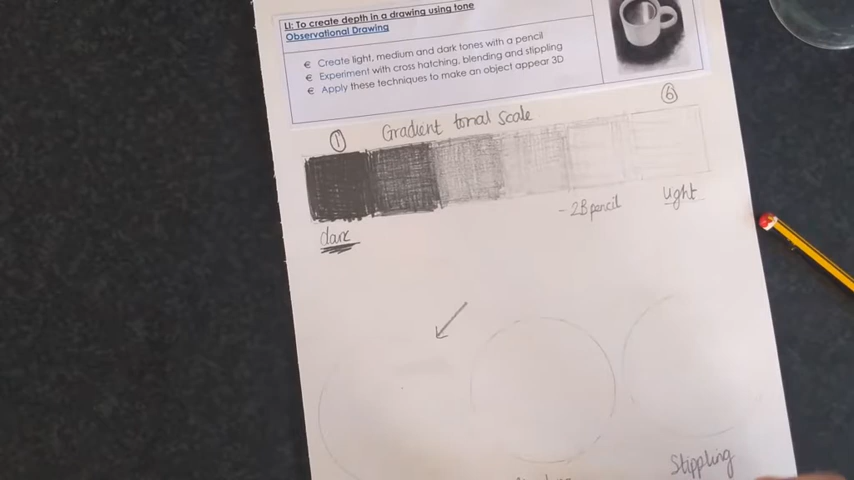 LI: To create depth in a drawing using tone
Observational Drawing
€ Create light, medium and dark tones with a pencil
€ Experiment with cross hatching, blending and stippling
€ Apply these techniques to make an object appear 3D
① Gradient tonal scale ⑥
dark
- 2B pencil
light
Stippling